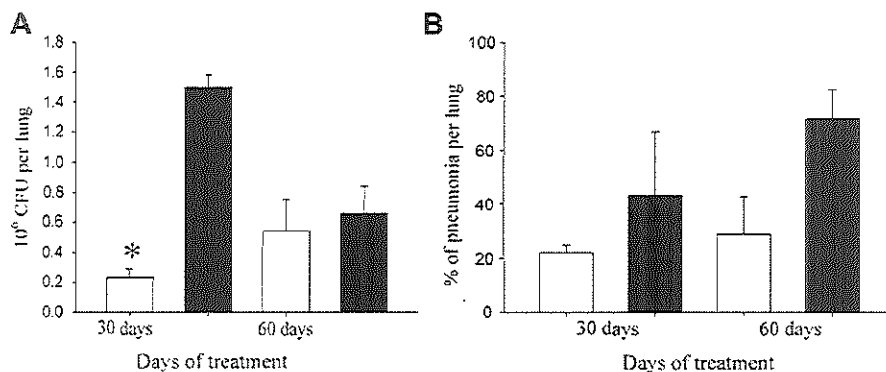 A
10⁶ CFU per lung
1.8
1.6
1.4
1.2
1.0
0.8
0.6
0.4
0.2
0.0
*
30 days
60 days
Days of treatment
B
% of pneumonia per lung
100
80
60
40
20
0
30 days
60 days
Days of treatment